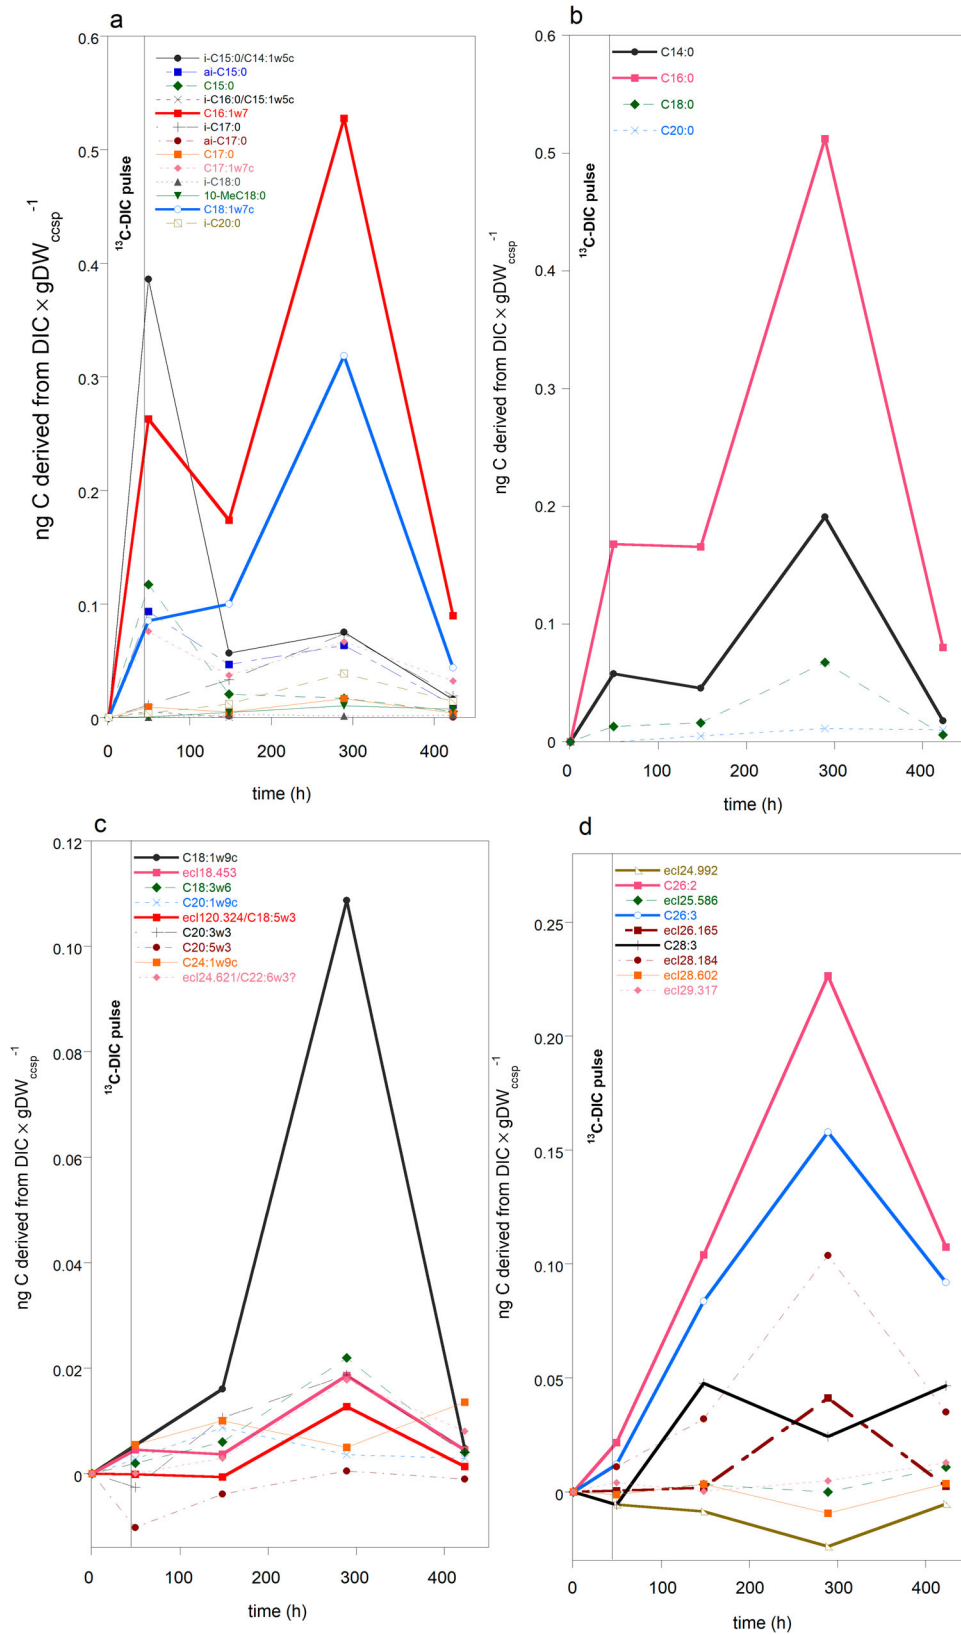 a
0.6
0.5
0.4
0.3
0.2
0.1
0
ng C derived from DIC × gDW ccsp -1
13C-DIC pulse
i-C15:0/C14:1w5c
ai-C15:0
C15:0
i-C16:0/C15:1w5c
C16:1w7
i-C17:0
ai-C17:0
C17:0
C17:1w7c
i-C18:0
10-MeC18:0
C18:1w7c
i-C20:0
0 100 200 300 400
time (h)
b
0.6
0.5
0.4
0.3
0.2
0.1
0
ng C derived from DIC × gDW ccsp -1
13C-DIC pulse
C14:0
C16:0
C18:0
C20:0
0 100 200 300 400
time (h)
c
0.12
0.10
0.08
0.06
0.04
0.02
0
ng C derived from DIC × gDW ccsp -1
13C-DIC pulse
C18:1w9c
ecl18.453
C18:3w6
C20:1w9c
ecl120.324/C18:5w3
C20:3w3
C20:5w3
C24:1w9c
ecl24.621/C22:6w3?
0 100 200 300 400
time (h)
d
0.25
0.20
0.15
0.10
0.05
0
ng C derived from DIC × gDW ccsp -1
13C-DIC pulse
ecl24.992
C26:2
ecl25.586
C26:3
ecl26.165
C28:3
ecl28.184
ecl28.602
ecl29.317
0 100 200 300 400
time (h)